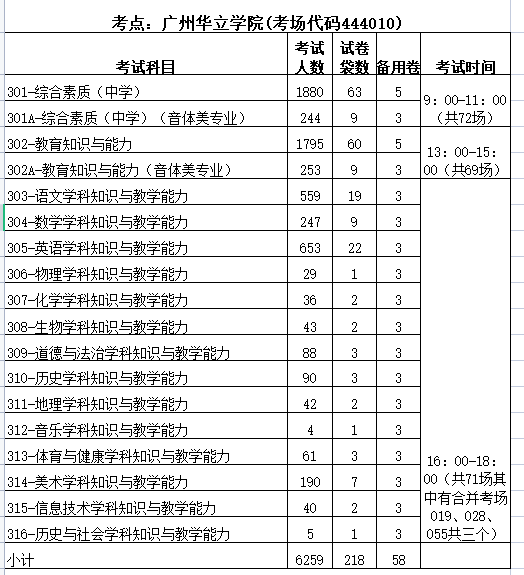 考点：广州华立学院(考场代码444010)
考试科目 考试人数 试卷袋数 备用卷 考试时间
301-综合素质（中学） 1880 63 5 9：00-11：00（共72场）
301A-综合素质（中学）（音体美专业） 244 9 3
302-教育知识与能力 1795 60 5 13：00-15：00（共69场）
302A-教育知识与能力（音体美专业） 253 9 3
303-语文学科知识与教学能力 559 19 3
304-数学学科知识与教学能力 247 9 3
305-英语学科知识与教学能力 653 22 3
306-物理学科知识与教学能力 29 1 3
307-化学学科知识与教学能力 36 2 3
308-生物学科知识与教学能力 43 2 3
309-道德与法治学科知识与教学能力 88 3 3
310-历史学科知识与教学能力 90 3 3
311-地理学科知识与教学能力 42 2 3
312-音乐学科知识与教学能力 4 1 3
313-体育与健康学科知识与教学能力 61 3 3
314-美术学科知识与教学能力 190 7 3
315-信息技术学科知识与教学能力 40 2 3
316-历史与社会学科知识与教学能力 5 1 3
16：00-18：00（共71场其中有合并考场019、028、055共三个）
小计 6259 218 58